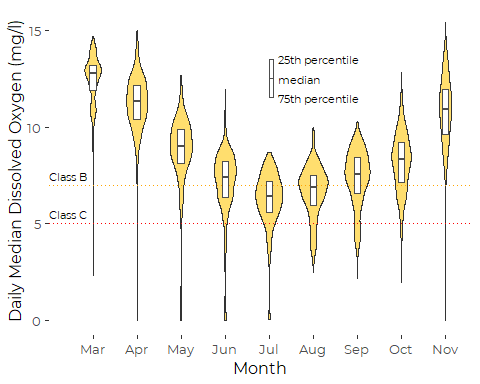 Daily Median Dissolved Oxygen (mg/l)
15
10
5
0
25th percentile
median
75th percentile
Class B
Class C
Mar Apr May Jun Jul Aug Sep Oct Nov
Month